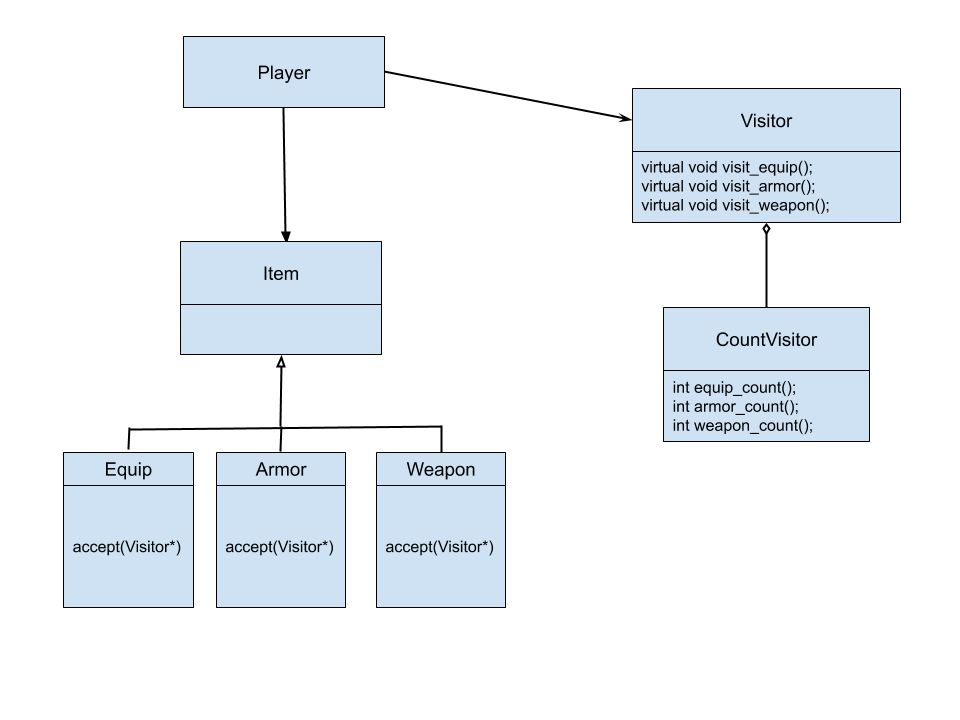 Player
Visitor
virtual void visit_equip();
virtual void visit_armor();
virtual void visit_weapon();
Item
CountVisitor
int equip_count();
int armor_count();
int weapon_count();
Equip
accept(Visitor*)
Armor
accept(Visitor*)
Weapon
accept(Visitor*)